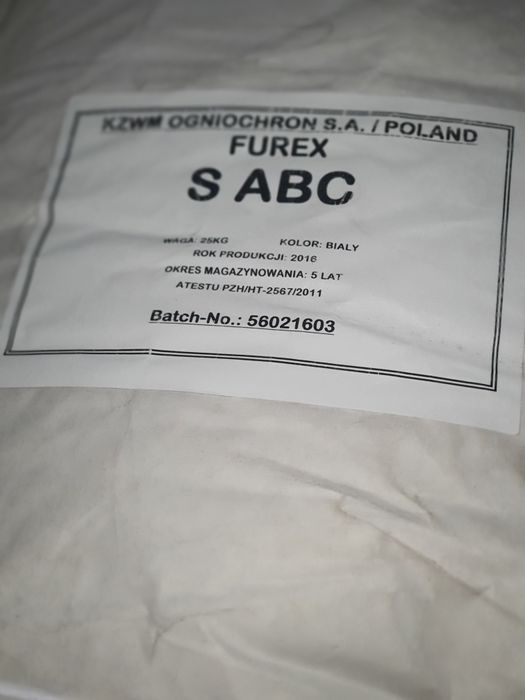 KZWM OGNIOCHRON S.A. / POLAND
FUREX
S ABC
WAGA: 25KG KOLOR: BIALY
ROK PRODUKCJI: 2016
OKRES MAGAZYNOWANIA: 5 LAT
ATESTU PZH/HT-2567/2011
Batch-No.: 56021603